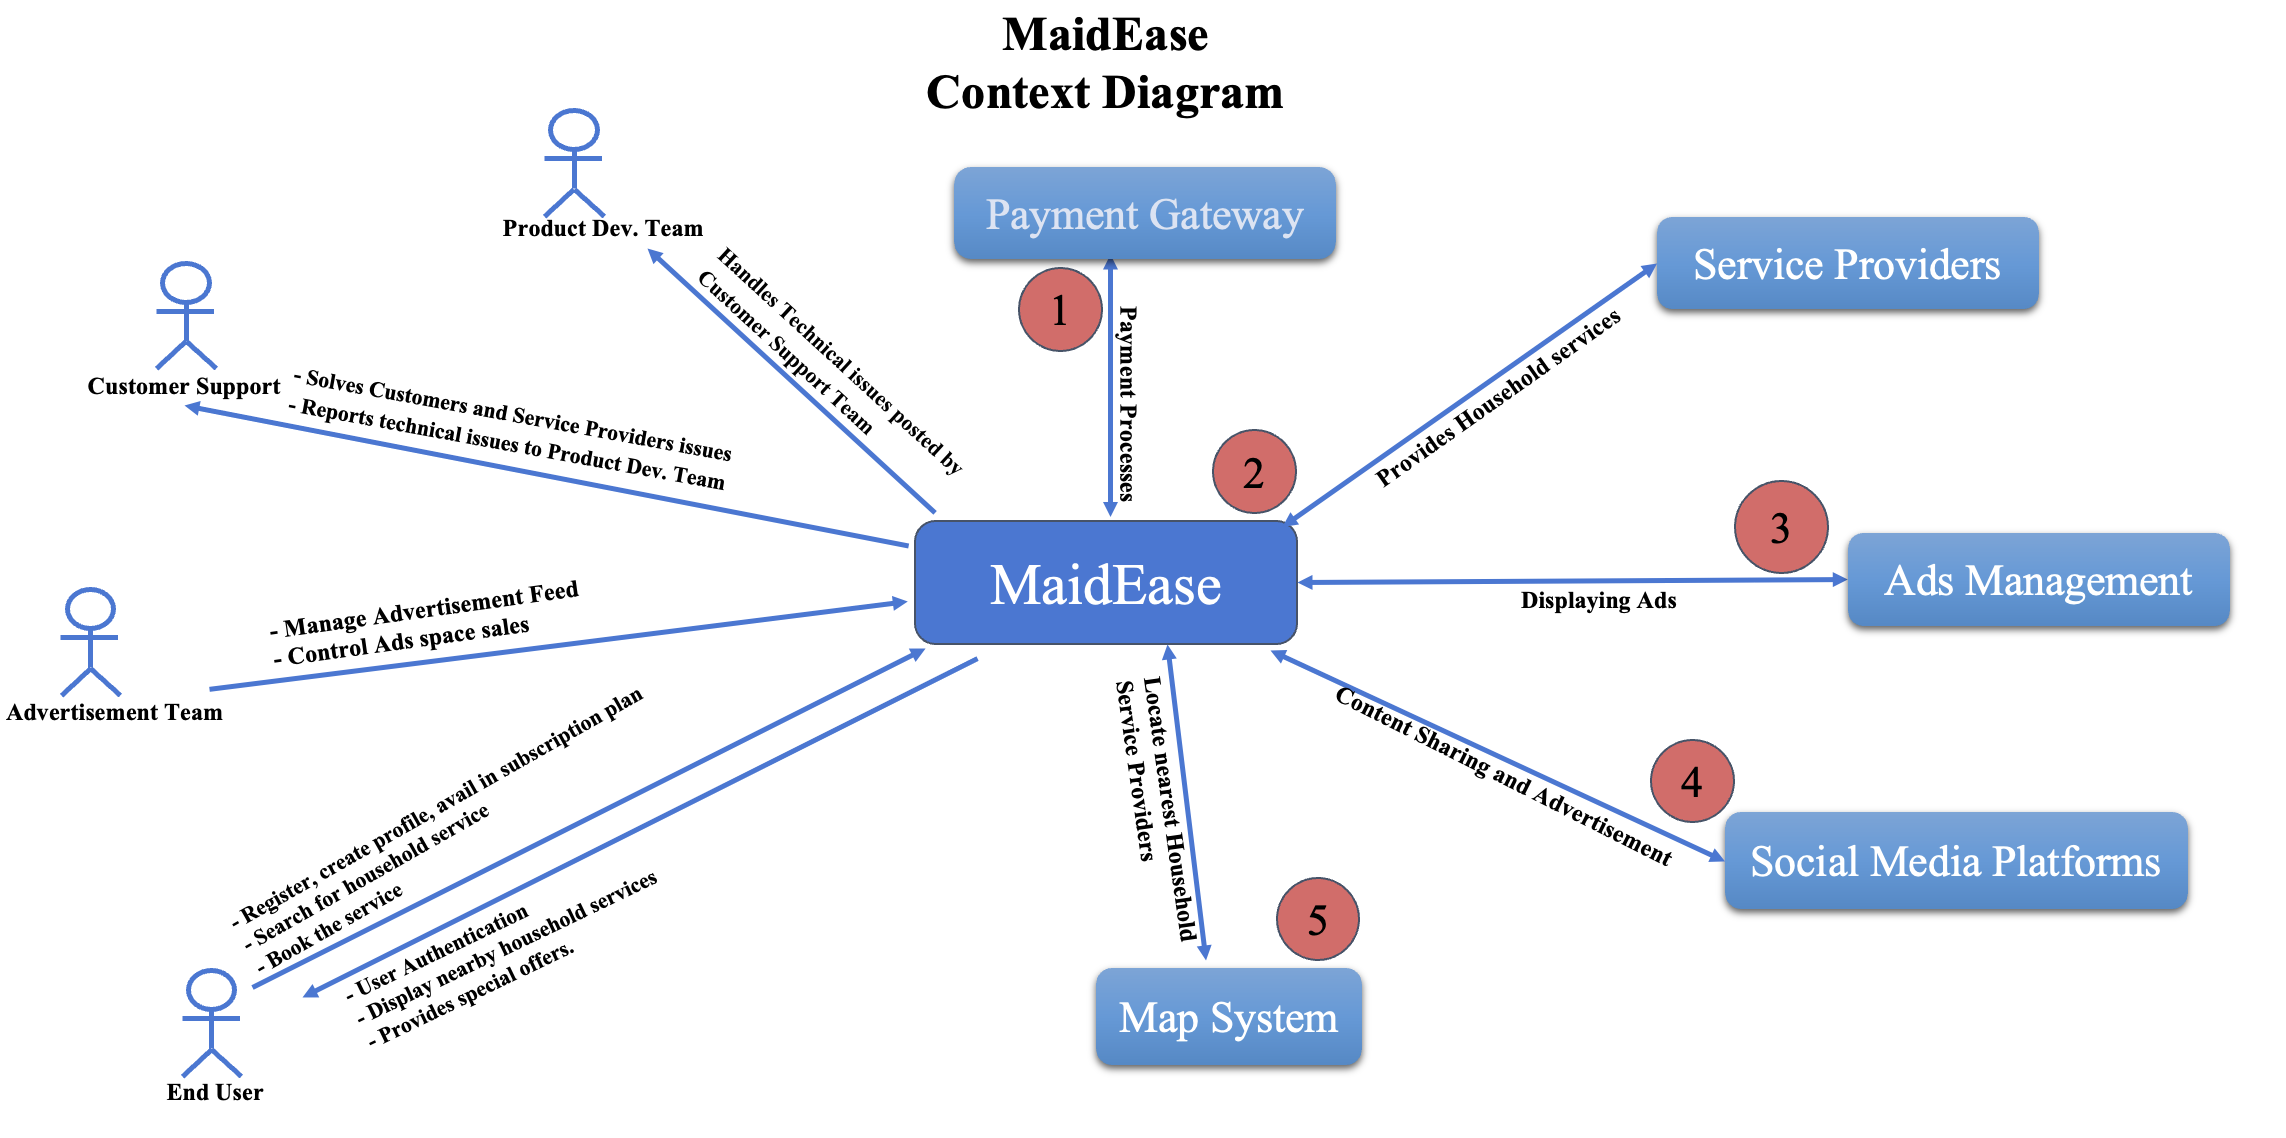 MaidEase
Context Diagram
Product Dev. Team
Payment Gateway
Service Providers
Customer Support
Handles Technical issues posted by
Customer Support Team
1
Payment Processes
Provides Household services
- Solves Customers and Service Providers issues
- Reports technical issues to Product Dev. Team
2
3
MaidEase
Ads Management
Displaying Ads
- Manage Advertisement Feed
- Control Ads space sales
Advertisement Team
Locate nearest Household
Service Providers
Content Sharing and Advertisement
4
Social Media Platforms
- Register, create profile, avail in subscription plan
- Search for household service
- Book the service
- User Authentication
- Display nearby household services
- Provides special offers.
5
Map System
End User